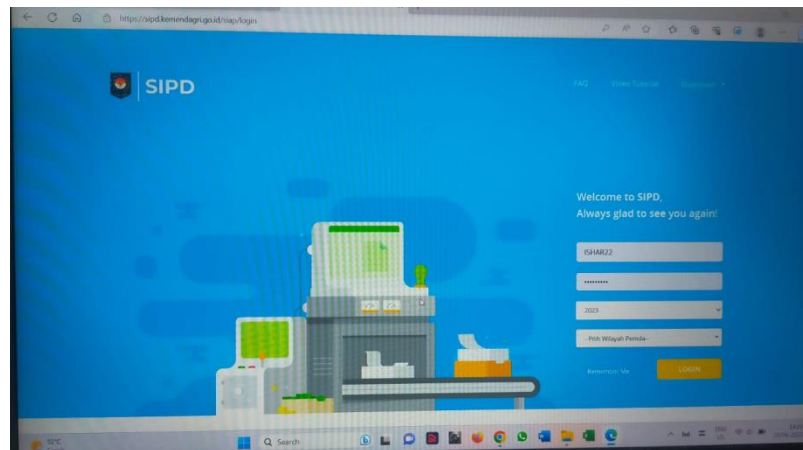 https://sipd.kemendagri.go.id/siap/login
SIPD
FAQ Video Tutorial
Welcome to SIPD,
Always glad to see you again!
ISHAR22
•••••••••
2023
--Pilih Wilayah Pemda--
Remember Me LOGIN
Search